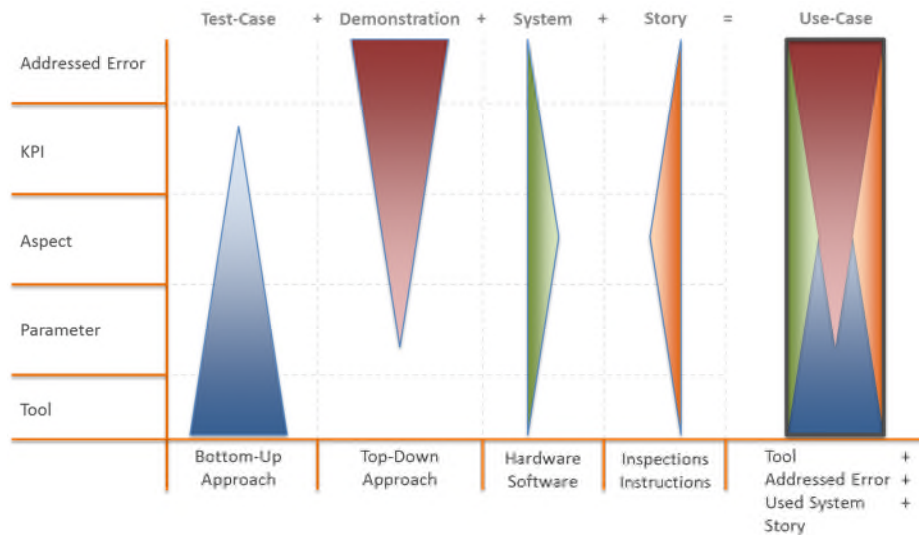 Test-Case + Demonstration + System + Story = Use-Case
Addressed Error
KPI
Aspect
Parameter
Tool
Bottom-Up
Approach
Top-Down
Approach
Hardware
Software
Inspections
Instructions
Tool +
Addressed Error +
Used System +
Story